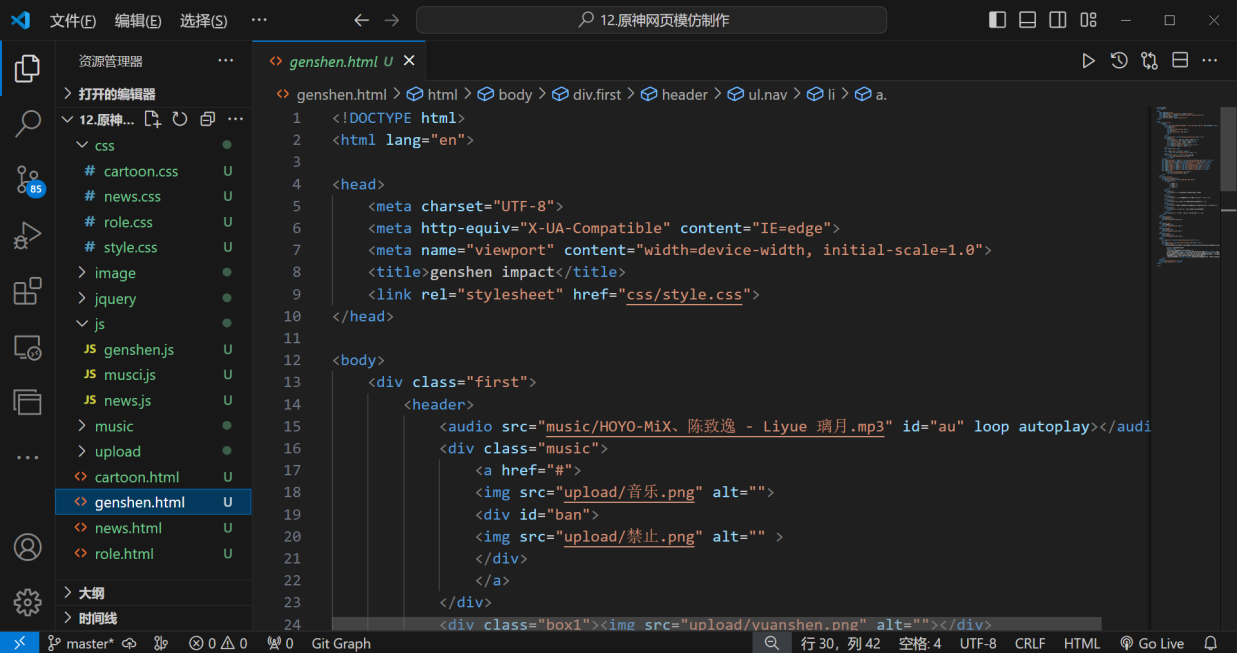 文件(F) 编辑(E) 选择(S) ··· 12.原神网页模仿制作
资源管理器 ···
打开的编辑器
12.原神... ···
css
# cartoon.css U
# news.css U
# role.css U
# style.css U
image
jquery
js
JS genshen.js U
JS musci.js U
JS news.js U
music
upload
cartoon.html U
genshen.html U
news.html U
role.html U
大纲
时间线
85
genshen.html U
genshen.html > html > body > div.first > header > ul.nav > li > a.
1 <!DOCTYPE html>
2 <html lang="en">
3
4 <head>
5 <meta charset="UTF-8">
6 <meta http-equiv="X-UA-Compatible" content="IE=edge">
7 <meta name="viewport" content="width=device-width, initial-scale=1.0">
8 <title>genshen impact</title>
9 <link rel="stylesheet" href="css/style.css">
10 </head>
11
12 <body>
13 <div class="first">
14 <header>
15 <audio src="music/HOYO-MiX、陈致逸 - Liyue 璃月.mp3" id="au" loop autoplay></audi
16 <div class="music">
17 <a href="#">
18 <img src="upload/音乐.png" alt="">
19 <div id="ban">
20 <img src="upload/禁止.png" alt="" >
21 </div>
22 </a>
23 </div>
24 <div class="box1"><img src="upload/yuanshen.png" alt=""></div>
master* 0 0 0 Git Graph 行 30，列 42 空格: 4 UTF-8 CRLF HTML Go Live